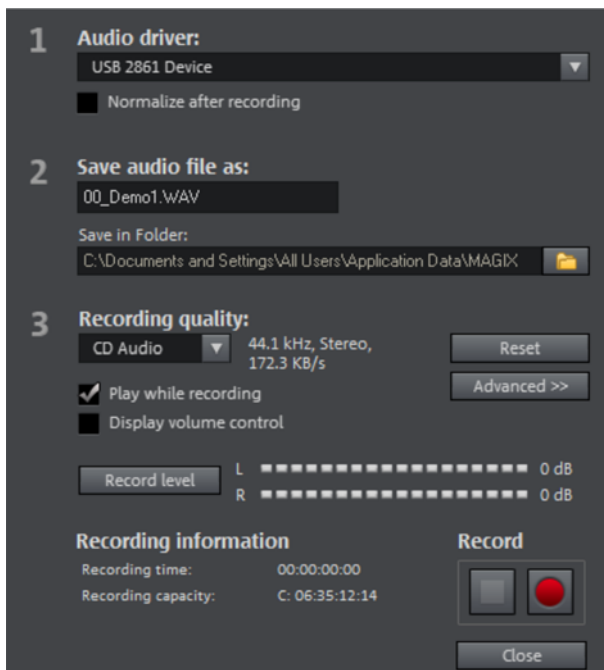 1 Audio driver:
USB 2861 Device
Normalize after recording
2 Save audio file as:
00_Demo1.WAV
Save in Folder:
C:\Documents and Settings\All Users\Application Data\MAGIX
3 Recording quality:
CD Audio 44.1 kHz, Stereo,
172.3 KB/s
Reset
Play while recording
Advanced >>
Display volume control
Record level
L 0 dB
R 0 dB
Recording information
Recording time: 00:00:00:00
Recording capacity: C: 06:35:12:14
Record
Close